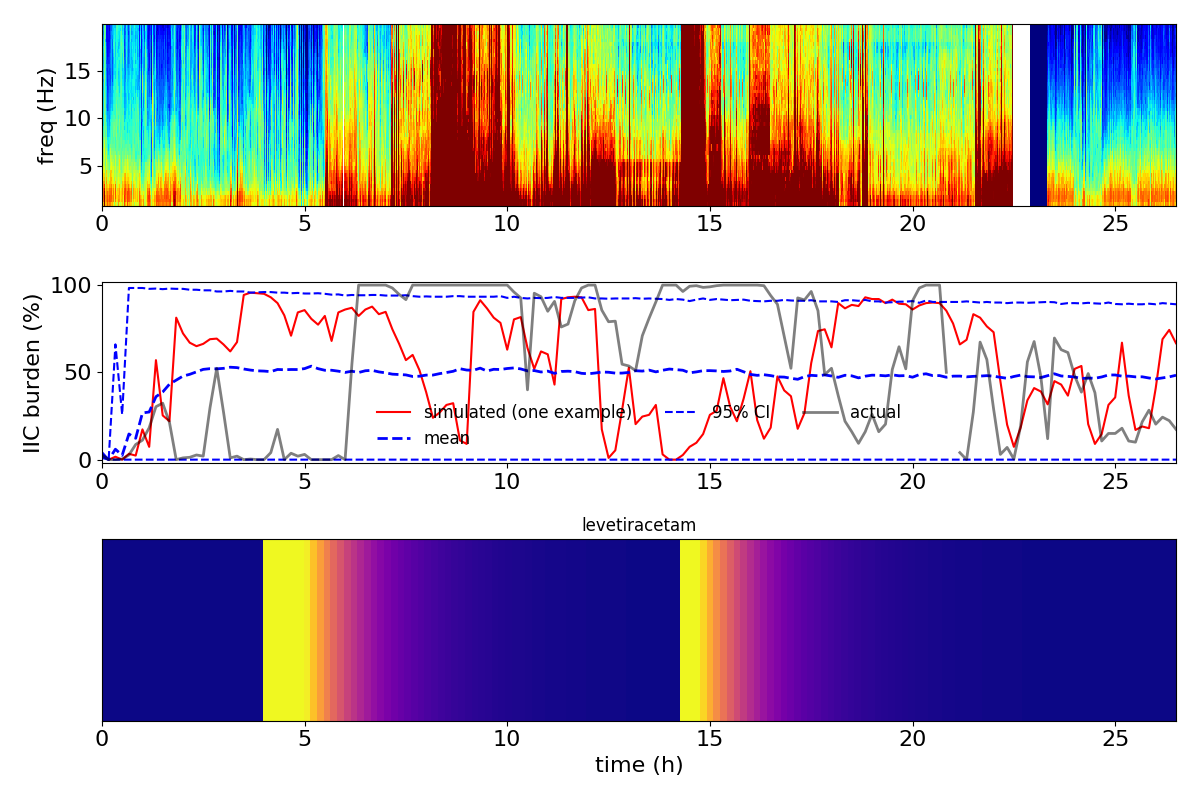 freq (Hz)
15
10
5
0 5 10 15 20 25
IIC burden (%)
100
50
0
simulated (one example) 95% CI actual
mean
0 5 10 15 20 25
levetiracetam
0 5 10 15 20 25
time (h)